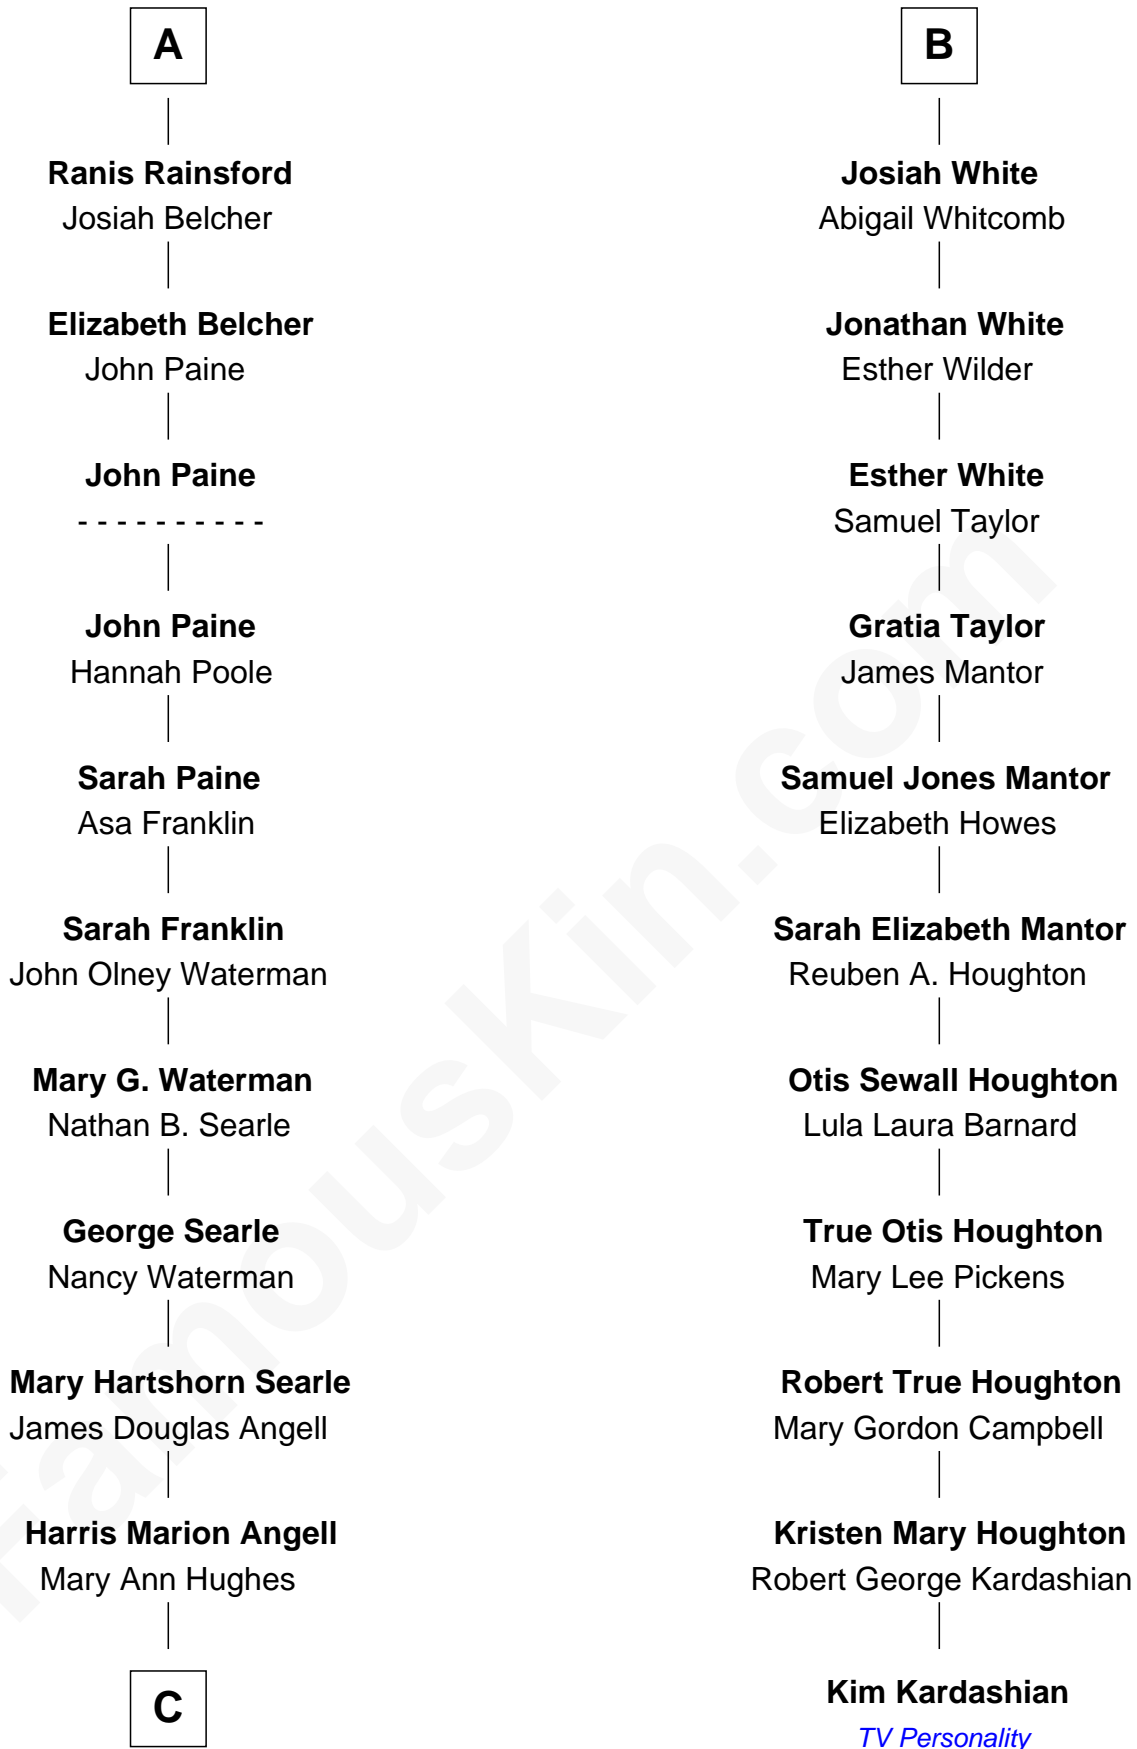 A
Ranis Rainsford
Josiah Belcher
Elizabeth Belcher
John Paine
John Paine
- - - - - - - - - -
John Paine
Hannah Poole
Sarah Paine
Asa Franklin
Sarah Franklin
John Olney Waterman
Mary G. Waterman
Nathan B. Searle
George Searle
Nancy Waterman
Mary Hartshorn Searle
James Douglas Angell
Harris Marion Angell
Mary Ann Hughes
C
B
Josiah White
Abigail Whitcomb
Jonathan White
Esther Wilder
Esther White
Samuel Taylor
Gratia Taylor
James Mantor
Samuel Jones Mantor
Elizabeth Howes
Sarah Elizabeth Mantor
Reuben A. Houghton
Otis Sewall Houghton
Lula Laura Barnard
True Otis Houghton
Mary Lee Pickens
Robert True Houghton
Mary Gordon Campbell
Kristen Mary Houghton
Robert George Kardashian
Kim Kardashian
TV Personality
FamousKin.com